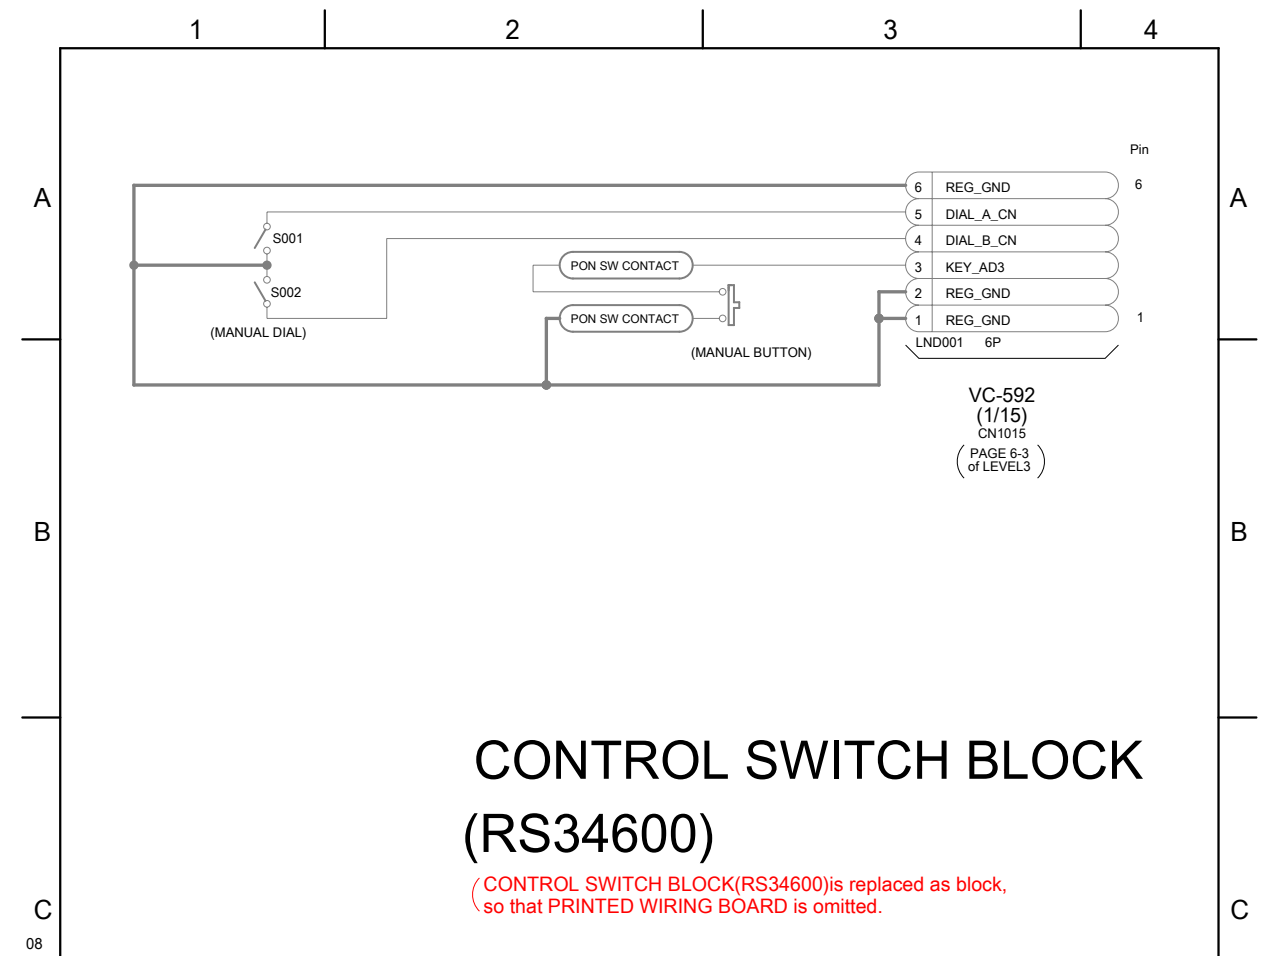 1 2 3 4
Pin
A 6 REG_GND 6 A
5 DIAL_A_CN
S001 4 DIAL_B_CN
PON SW CONTACT 3 KEY_AD3
S002 2 REG_GND
PON SW CONTACT 1 REG_GND 1
(MANUAL DIAL)
LND001 6P
(MANUAL BUTTON)
VC-592
(1/15)
CN1015
(PAGE 6-3
of LEVEL3)
B B
CONTROL SWITCH BLOCK
(RS34600)
(CONTROL SWITCH BLOCK(RS34600)is replaced as block,
so that PRINTED WIRING BOARD is omitted.
C C
08